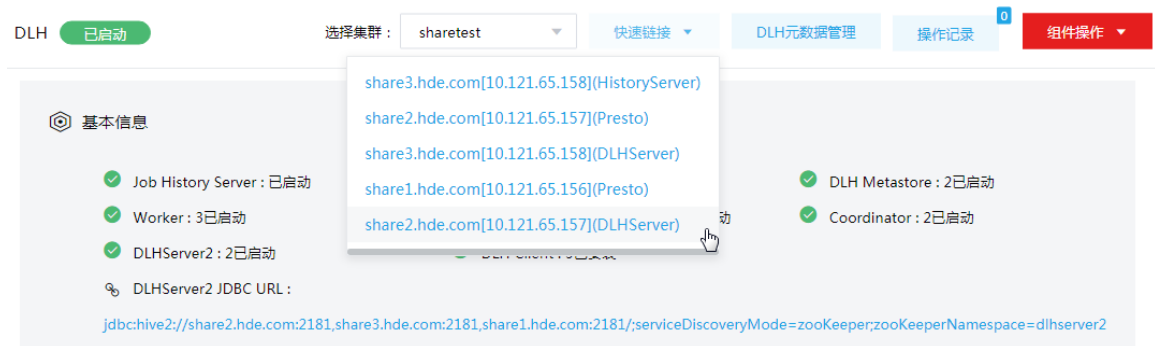 DLH 已启动 选择集群： sharetest 快速链接 DLH元数据管理 操作记录 0 组件操作
share3.hde.com[10.121.65.158](HistoryServer)
基本信息 share2.hde.com[10.121.65.157](Presto)
share3.hde.com[10.121.65.158](DLHServer)
Job History Server : 已启动 share1.hde.com[10.121.65.156](Presto) DLH Metastore : 2已启动
Worker : 3已启动 share2.hde.com[10.121.65.157](DLHServer) 动 Coordinator : 2已启动
DLHServer2 : 2已启动
DLHServer2 JDBC URL :
jdbc:hive2://share2.hde.com:2181,share3.hde.com:2181,share1.hde.com:2181/;serviceDiscoveryMode=zooKeeper;zooKeeperNamespace=dlhserver2